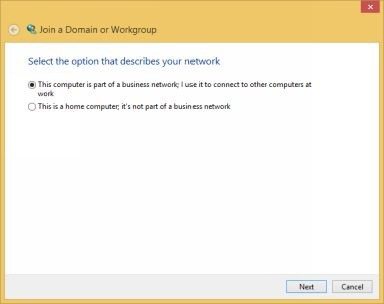 Join a Domain or Workgroup
Select the option that describes your network
This computer is part of a business network; I use it to connect to other computers at
work
This is a home computer; it's not part of a business network
Next Cancel